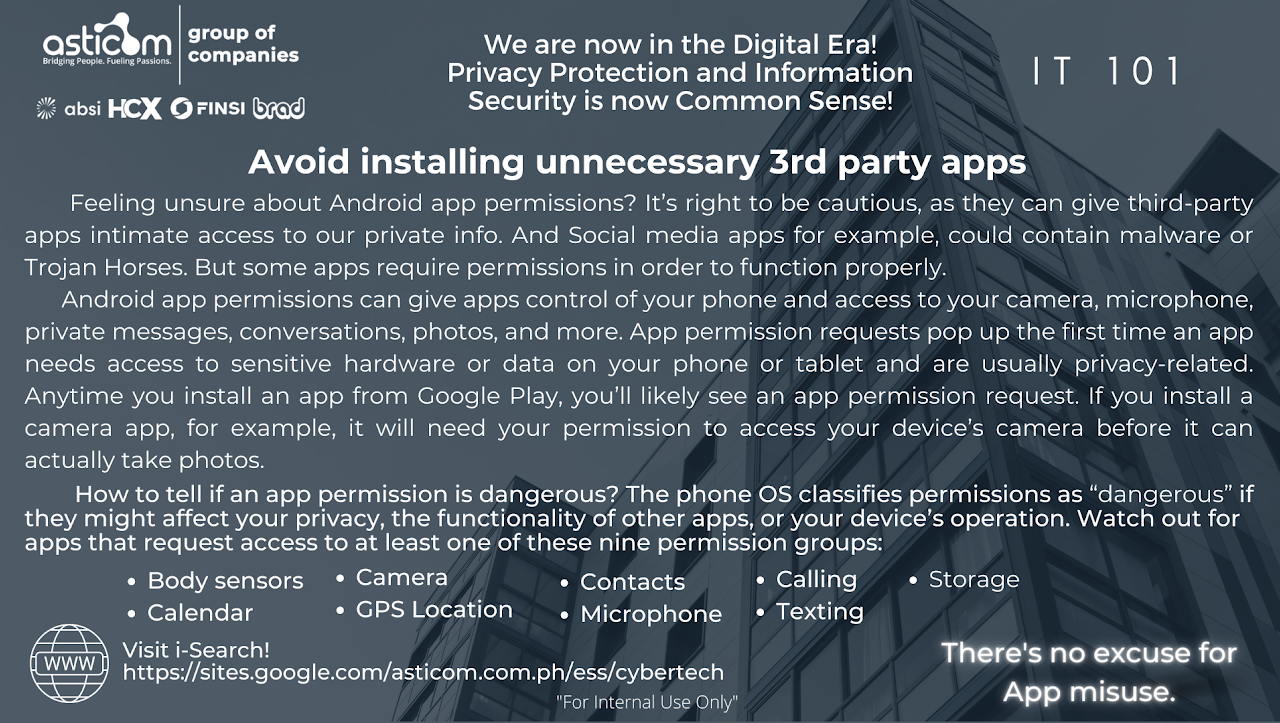 asticom
Bridging People. Fueling Passions.
group of
companies
absi HCX FINSI brad
We are now in the Digital Era!
Privacy Protection and Information
Security is now Common Sense!
IT 101
Avoid installing unnecessary 3rd party apps
Feeling unsure about Android app permissions? It’s right to be cautious, as they can give third-party
apps intimate access to our private info. And Social media apps for example, could contain malware or
Trojan Horses. But some apps require permissions in order to function properly.
Android app permissions can give apps control of your phone and access to your camera, microphone,
private messages, conversations, photos, and more. App permission requests pop up the first time an app
needs access to sensitive hardware or data on your phone or tablet and are usually privacy-related.
Anytime you install an app from Google Play, you’ll likely see an app permission request. If you install a
camera app, for example, it will need your permission to access your device’s camera before it can
actually take photos.
How to tell if an app permission is dangerous? The phone OS classifies permissions as “dangerous” if
they might affect your privacy, the functionality of other apps, or your device’s operation. Watch out for
apps that request access to at least one of these nine permission groups:
• Body sensors
• Calendar
• Camera
• GPS Location
• Contacts
• Microphone
• Calling
• Texting
• Storage
WWW
Visit i-Search!
https://sites.google.com/asticom.com.ph/ess/cybertech
"For Internal Use Only"
There's no excuse for
App misuse.